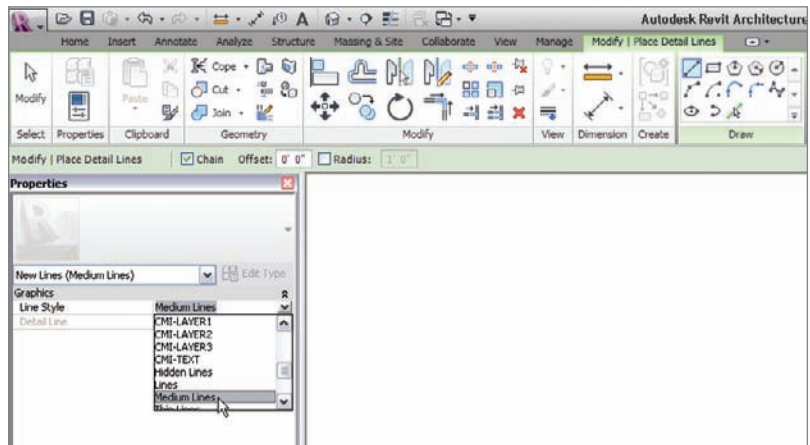 Autodesk Revit Architecture
Home Insert Annotate Analyze Structure Massing & Site Collaborate View Manage Modify | Place Detail Lines
Modify Paste Cope Cut Join
Select Properties Clipboard Geometry Modify View Dimension Create Draw
Modify | Place Detail Lines Chain Offset: 0' 0" Radius: 1' 0"
Properties
New Lines (Medium Lines) Edit Type
Graphics
Line Style Medium Lines
Detail Line
CMI-LAYER1
CMI-LAYER2
CMI-LAYER3
CMI-TEXT
Hidden Lines
Lines
Medium Lines
Thin Lines